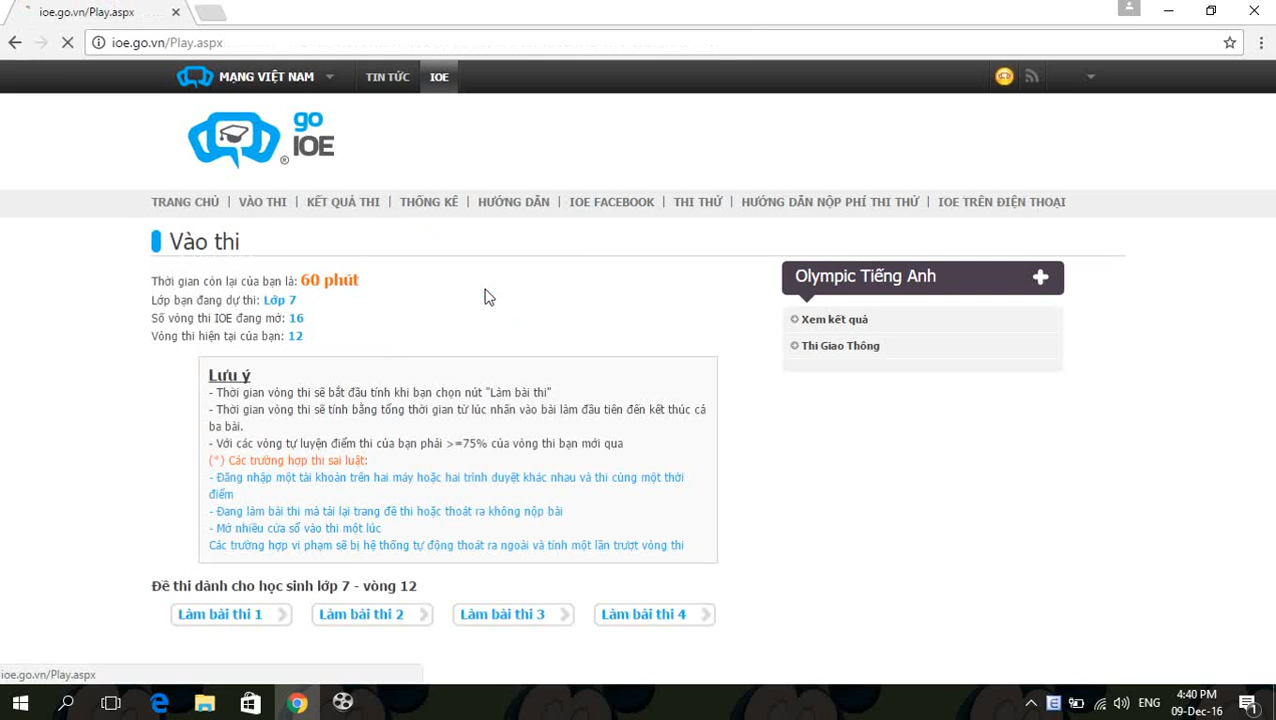 ioe.go.vn/Play.aspx
ioe.go.vn/Play.aspx
MẠNG VIỆT NAM TIN TỨC IOE
go
IOE
®
TRANG CHỦ | VÀO THI | KẾT QUẢ THI | THỐNG KÊ | HƯỚNG DẪN | IOE FACEBOOK | THI THỬ | HƯỚNG DẪN NỘP PHÍ THI THỬ | IOE TRÊN ĐIỆN THOẠI
Vào thi
Thời gian còn lại của bạn là: 60 phút
Lớp bạn đang dự thi: Lớp 7
Số vòng thi IOE đang mở: 16
Vòng thi hiện tại của bạn: 12
Olympic Tiếng Anh
Xem kết quả
Thi Giao Thông
Lưu ý
- Thời gian vòng thi sẽ bắt đầu tính khi bạn chọn nút "Làm bài thi"
- Thời gian vòng thi sẽ tính bằng tổng thời gian từ lúc nhấn vào bài làm đầu tiên đến kết thúc cả
ba bài.
- Với các vòng tự luyện điểm thi của bạn phải >=75% của vòng thi bạn mới qua
(*) Các trường hợp thi sai luật:
- Đăng nhập một tài khoản trên hai máy hoặc hai trình duyệt khác nhau và thi cùng một thời
điểm
- Đang làm bài thi mà tải lại trang đề thi hoặc thoát ra không nộp bài
- Mở nhiều cửa sổ vào thi một lúc
Các trường hợp vi phạm sẽ bị hệ thống tự động thoát ra ngoài và tính một lần trượt vòng thi
Đề thi dành cho học sinh lớp 7 - vòng 12
Làm bài thi 1 Làm bài thi 2 Làm bài thi 3 Làm bài thi 4
ioe.go.vn/Play.aspx
ENG
4:40 PM
09-Dec-16
1